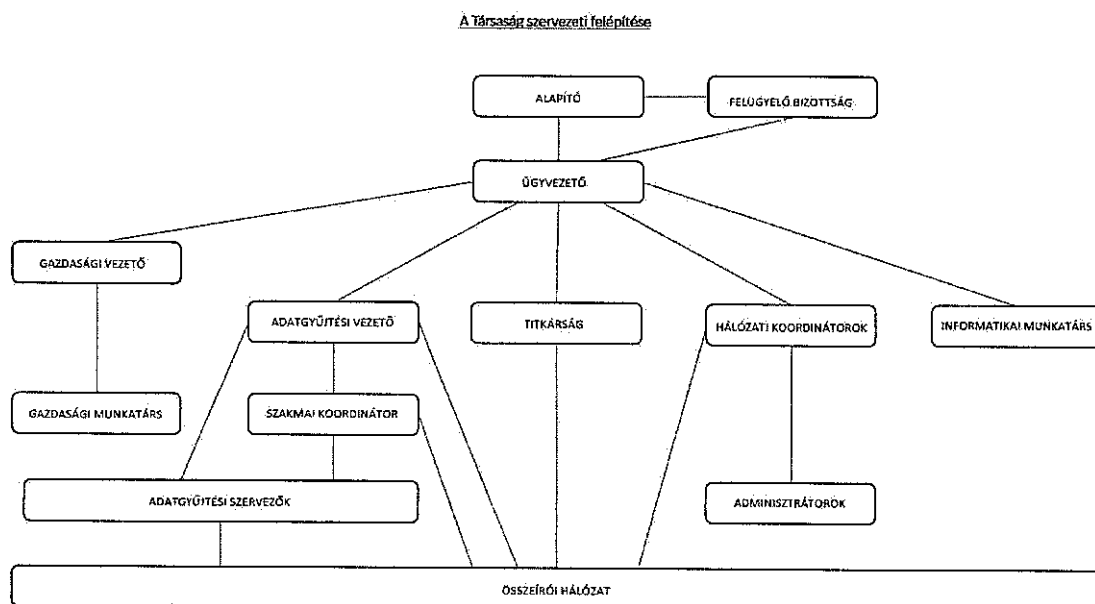 A Társaság szervezeti felépítése
ALAPÍTÓ
FELÜGYELŐ BIZOTTSÁG
ÜGYVEZETŐ
GAZDASÁGI VEZETŐ
ADATGYŰJTÉSI VEZETŐ
TITKÁRSÁG
HÁLÓZATI KOORDINÁTOROK
INFORMATIKAI MUNKATÁRS
GAZDASÁGI MUNKATÁRS
SZAKMAI KOORDINÁTOR
ADATGYŰJTÉSI SZERVEZŐK
ADMINISZTRÁTOROK
ÖSSZEÍRÓI HÁLÓZAT